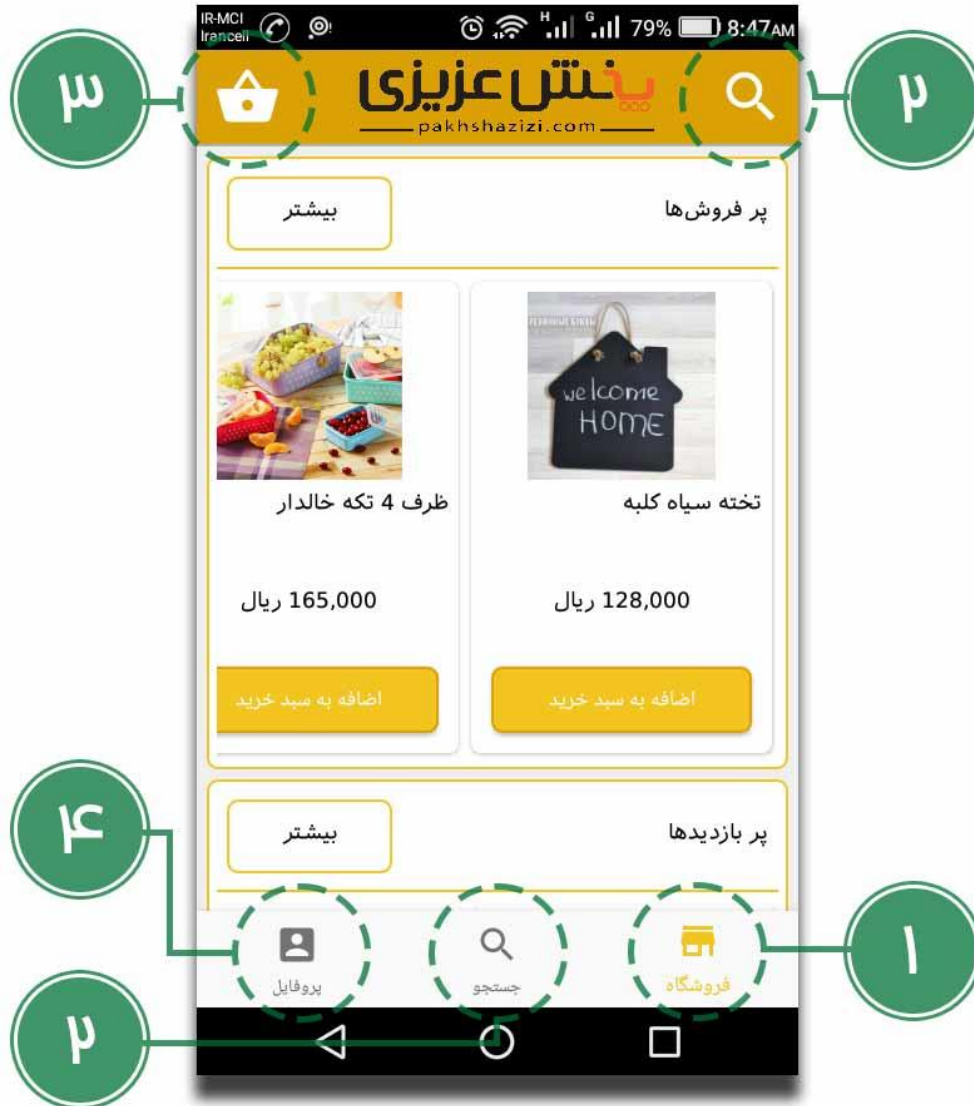 IR-MCI
Irancell
H
G
79%
8:47AM
۳
پخش عزیزی
pakhshazizi.com
۲
پر فروش‌ها
بیشتر
welcome
HOME
تخته سیاه کلبه
ظرف 4 تکه خالدار
128,000 ریال
165,000 ریال
اضافه به سبد خرید
اضافه به سبد خرید
۴
پر بازدیدها
بیشتر
۱
فروشگاه
جستجو
پروفایل
۲